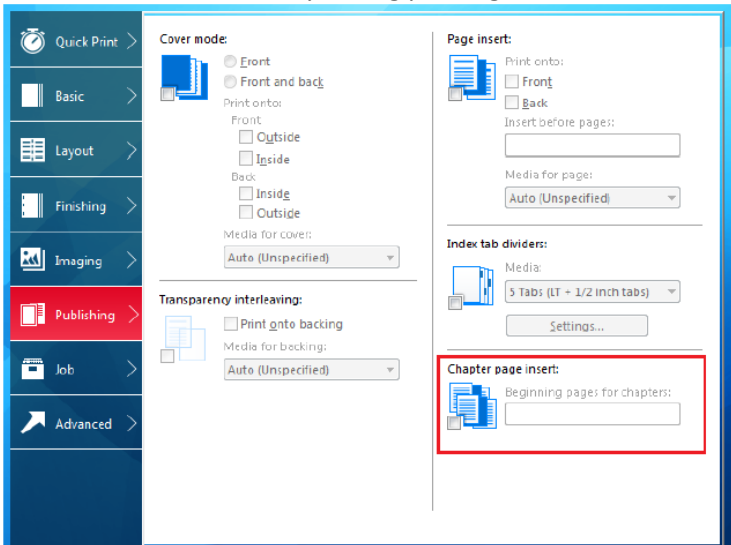 Quick Print
Basic
Layout
Finishing
Imaging
Publishing
Job
Advanced
Cover mode:
Front
Front and back
Print onto:
Front
Outside
Inside
Back
Inside
Outside
Media for cover:
Auto (Unspecified)
Transparency interleaving:
Print onto backing
Media for backing:
Auto (Unspecified)
Page insert:
Print onto:
Front
Back
Insert before pages:
Media for page:
Auto (Unspecified)
Index tab dividers:
Media:
5 Tabs (LT + 1/2 inch tabs)
Settings...
Chapter page insert:
Beginning pages for chapters: